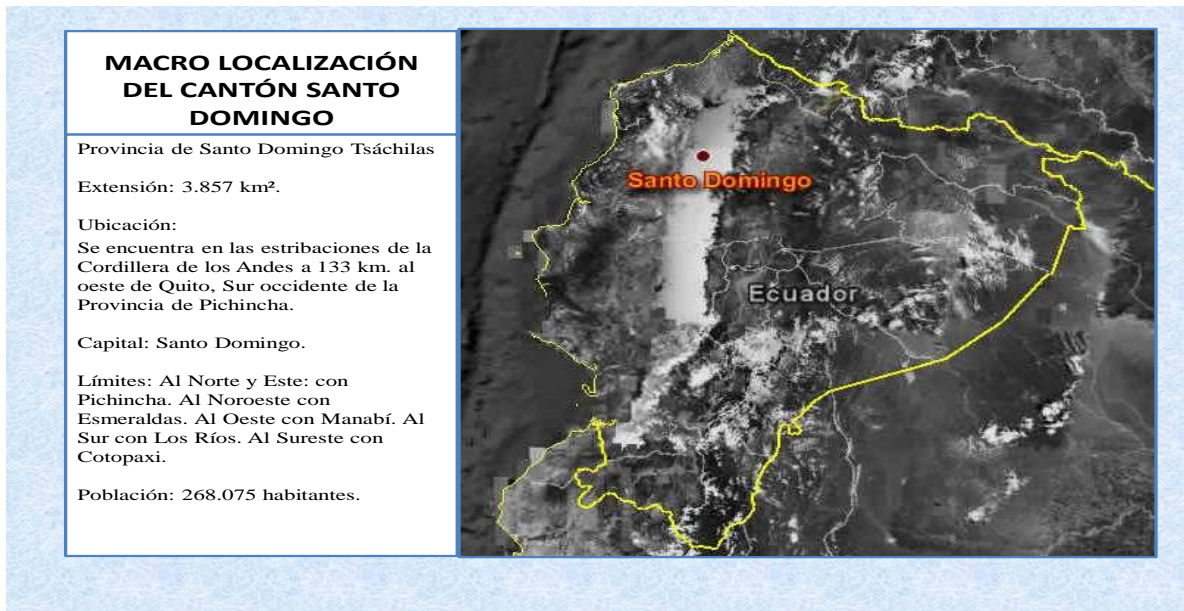 MACRO LOCALIZACIÓN
DEL CANTÓN SANTO
DOMINGO
Provincia de Santo Domingo Tsáchilas
Extensión: 3.857 km².
Ubicación:
Se encuentra en las estribaciones de la
Cordillera de los Andes a 133 km. al
oeste de Quito, Sur occidente de la
Provincia de Pichincha.
Capital: Santo Domingo.
Límites: Al Norte y Este: con
Pichincha. Al Noroeste con
Esmeraldas. Al Oeste con Manabí. Al
Sur con Los Ríos. Al Sureste con
Cotopaxi.
Población: 268.075 habitantes.
Santo Domingo
Ecuador